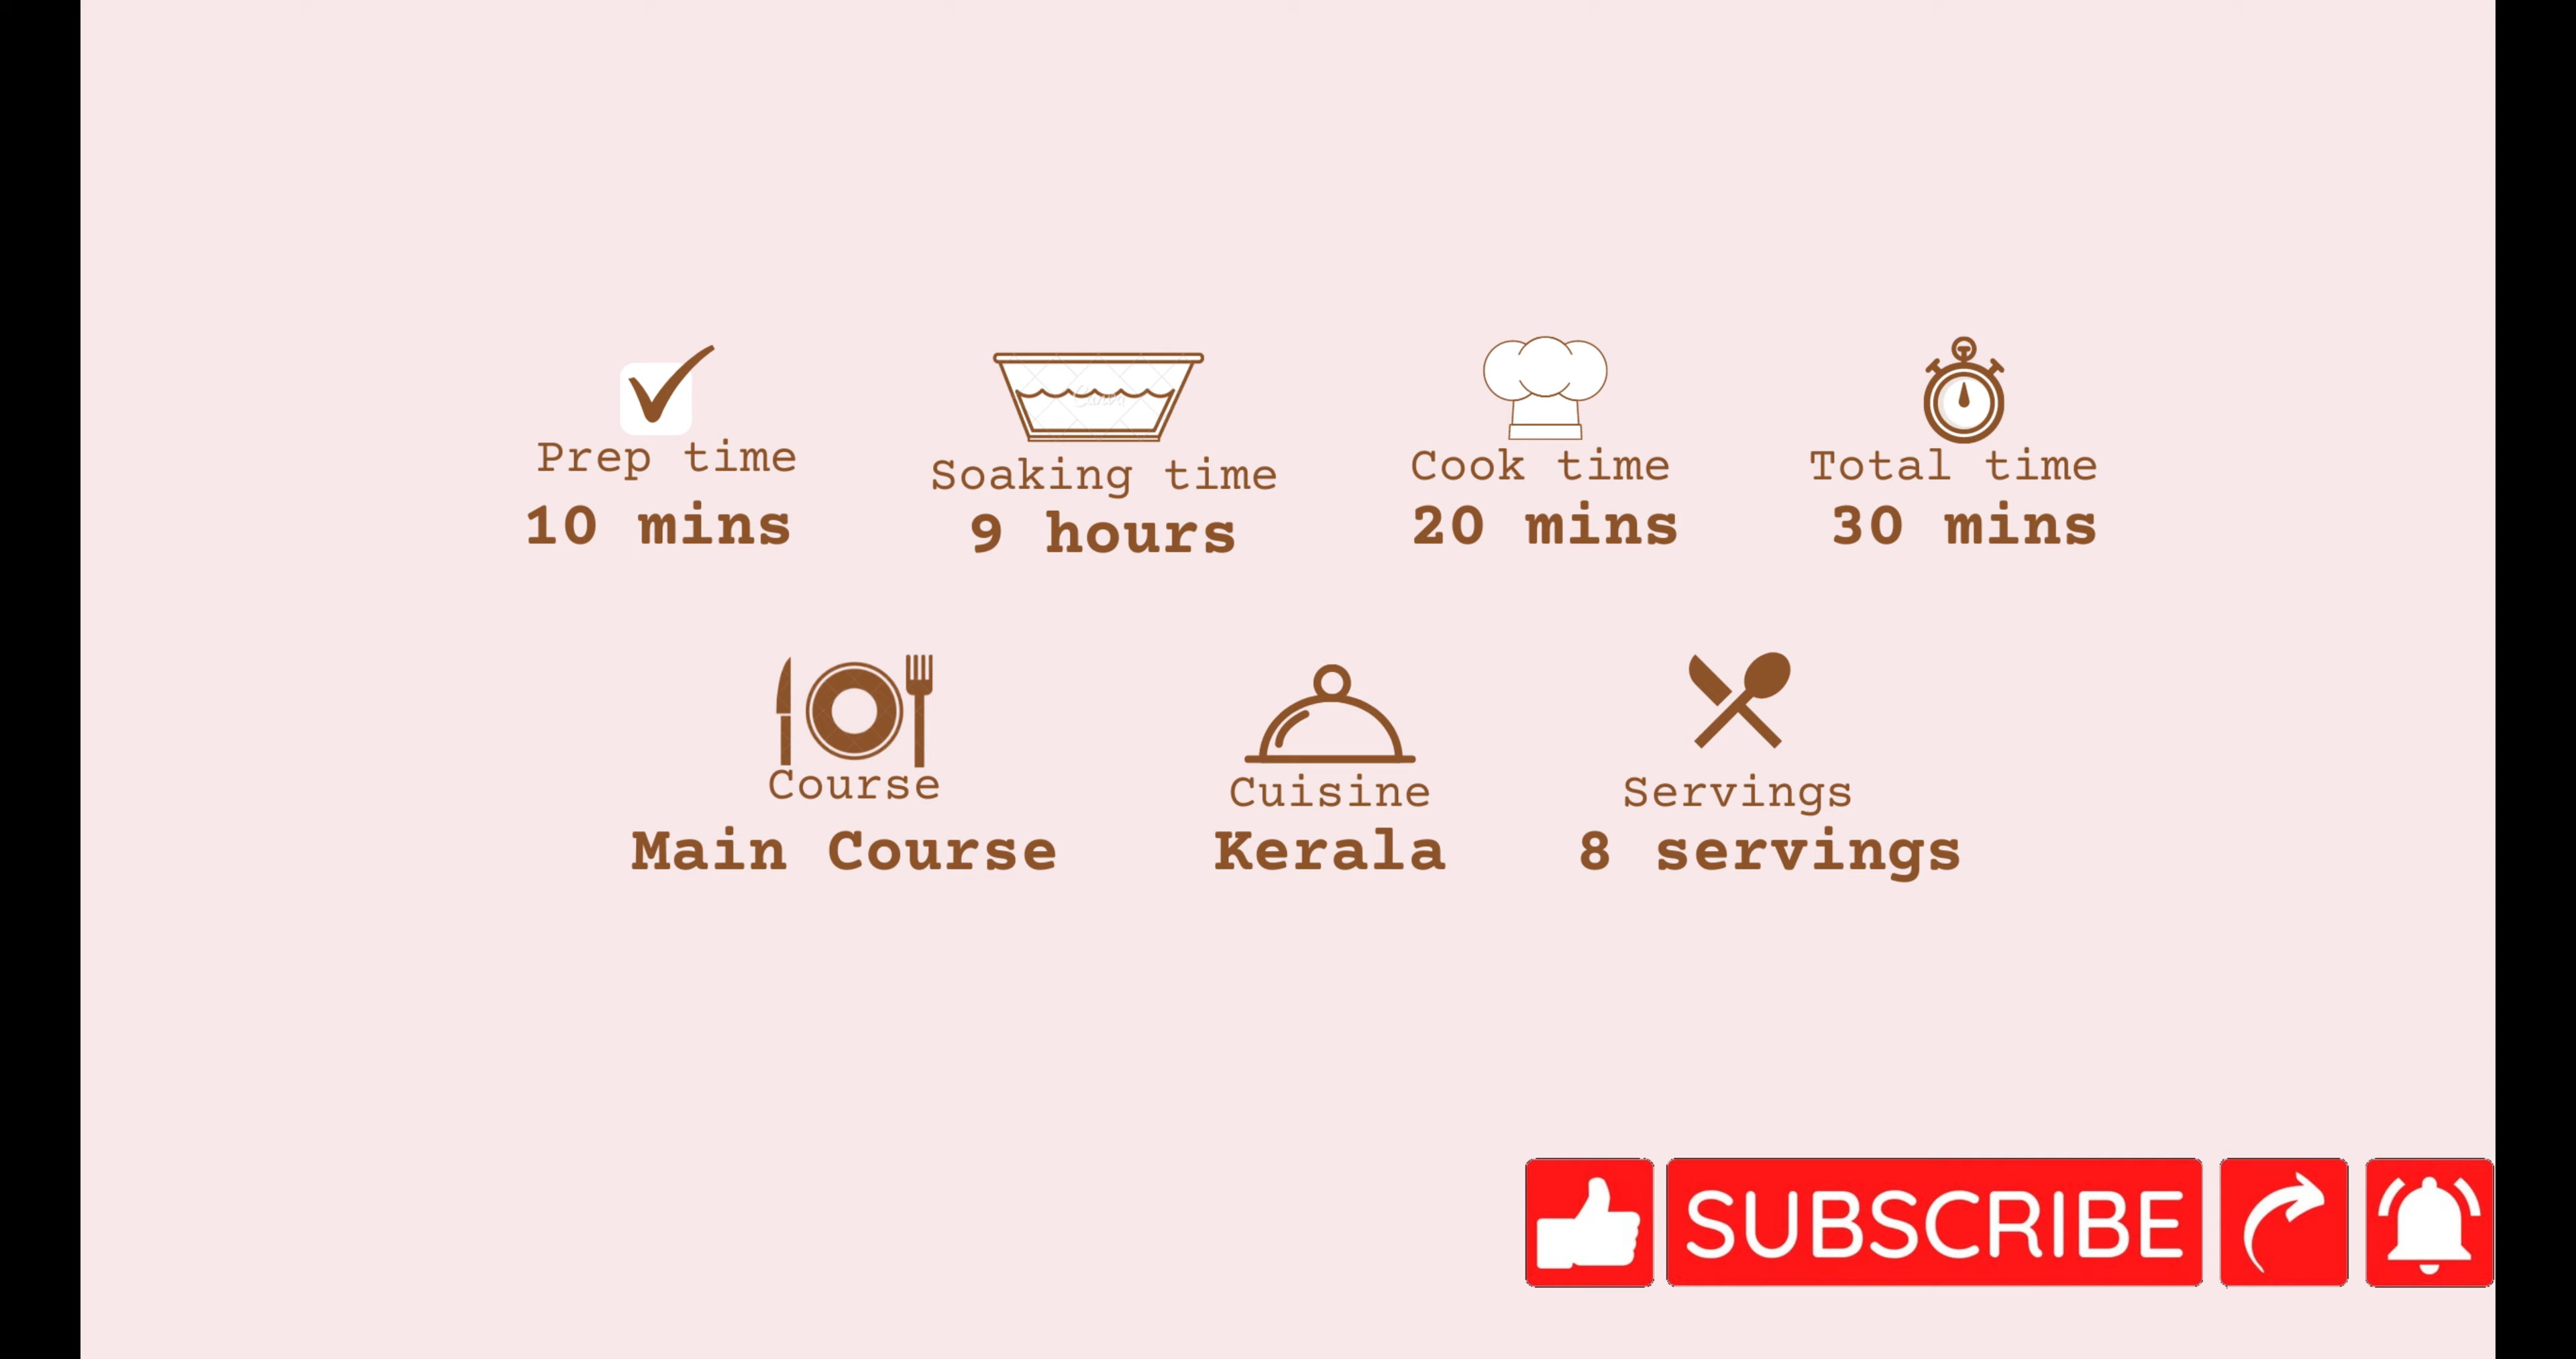 Prep time
10 mins
Soaking time
9 hours
Cook time
20 mins
Total time
30 mins
Course
Main Course
Cuisine
Kerala
Servings
8 servings
SUBSCRIBE